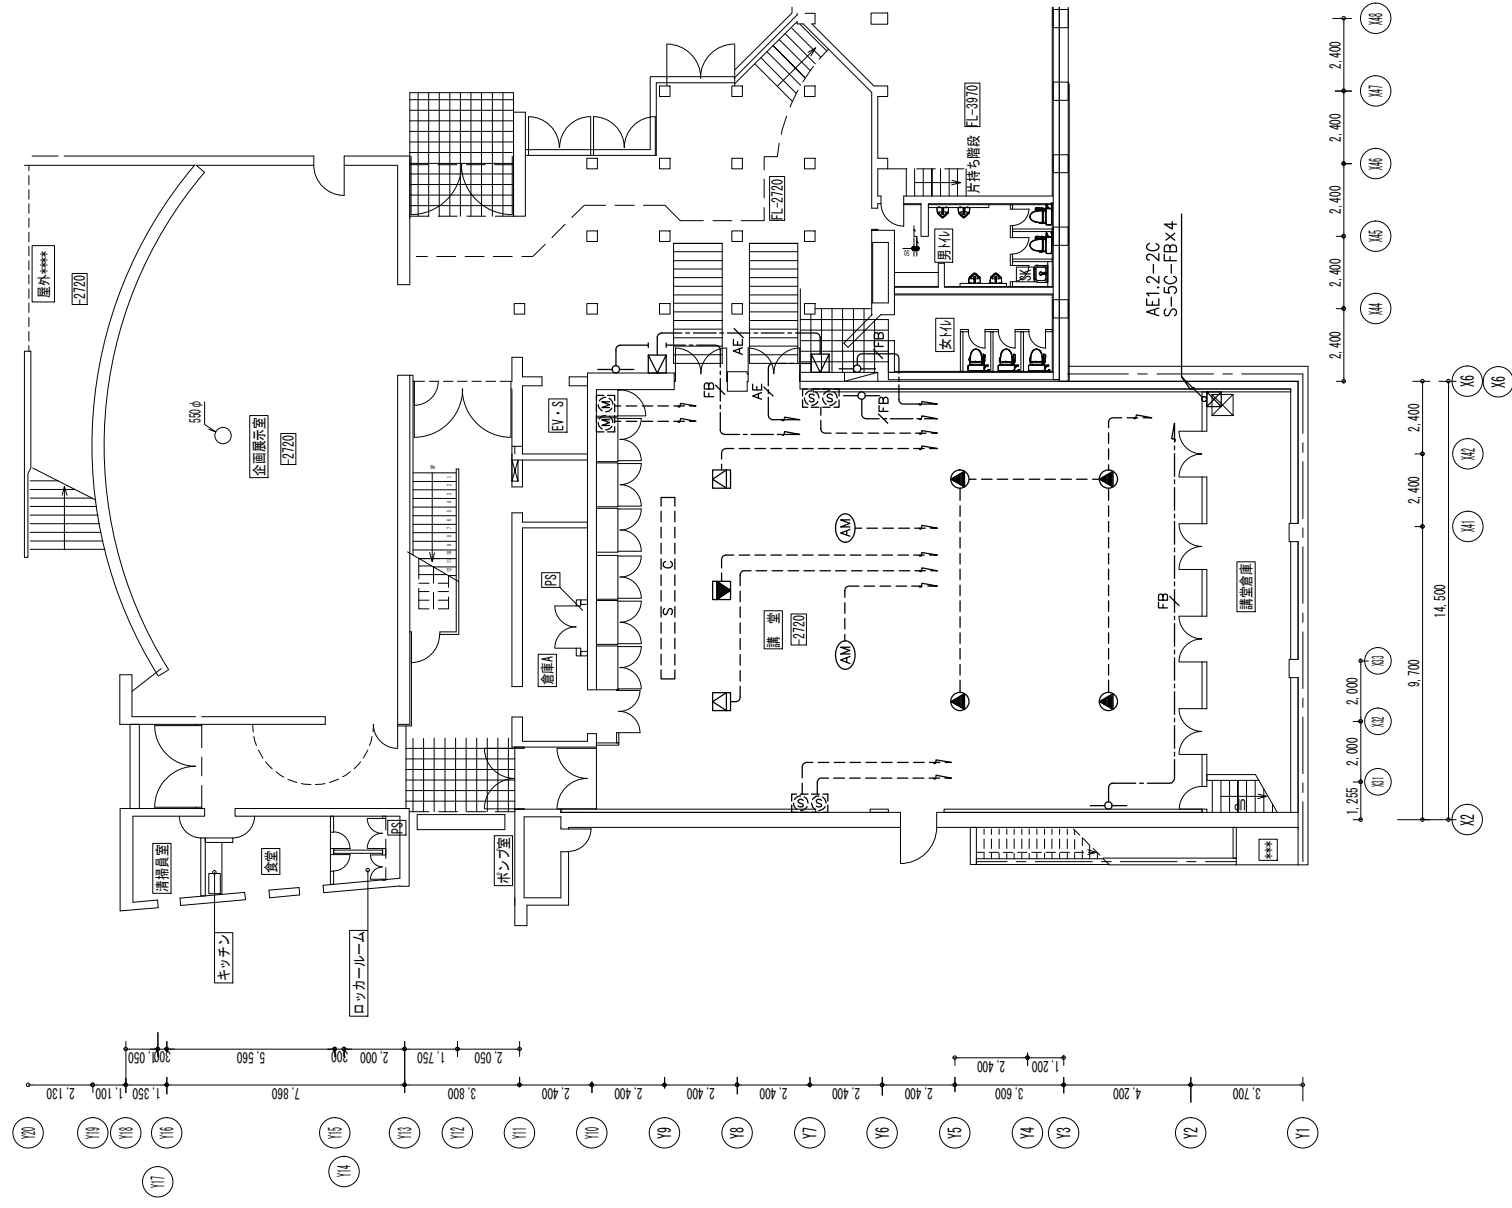 屋外****
-2720
550φ
企画展示室
-2720
EV・S
PS
倉庫A
清掃員室
食堂
PS
キッチン
ロッカールーム
ポンプ室
FL-2720
片持ち階段 FL-3970
男トイレ
SK
女トイレ
AE1.2-2C
S-5C-FB×4
AE
FB
AE
FB
FB
M
M
S
S
S C
AM
AM
講 堂
-2720
FB
講堂倉庫
S
S
***
2,400
2,400
2,400
2,400
2,400
X48
X47
X46
X45
X44
X6
X6
X42
X41
X33
X32
X31
X2
2,400
2,400
9,700
14,500
2,000
2,000
1,255
1,050
300
5,560
300
2,000
1,750
2,050
2,400
1,200
2,130
1,100
1,350
7,860
3,800
2,400
2,400
2,400
2,400
2,400
2,400
3,600
4,200
3,700
Y20
Y19
Y18
Y17
Y16
Y15
Y14
Y13
Y12
Y11
Y10
Y9
Y8
Y7
Y6
Y5
Y4
Y3
Y2
Y1